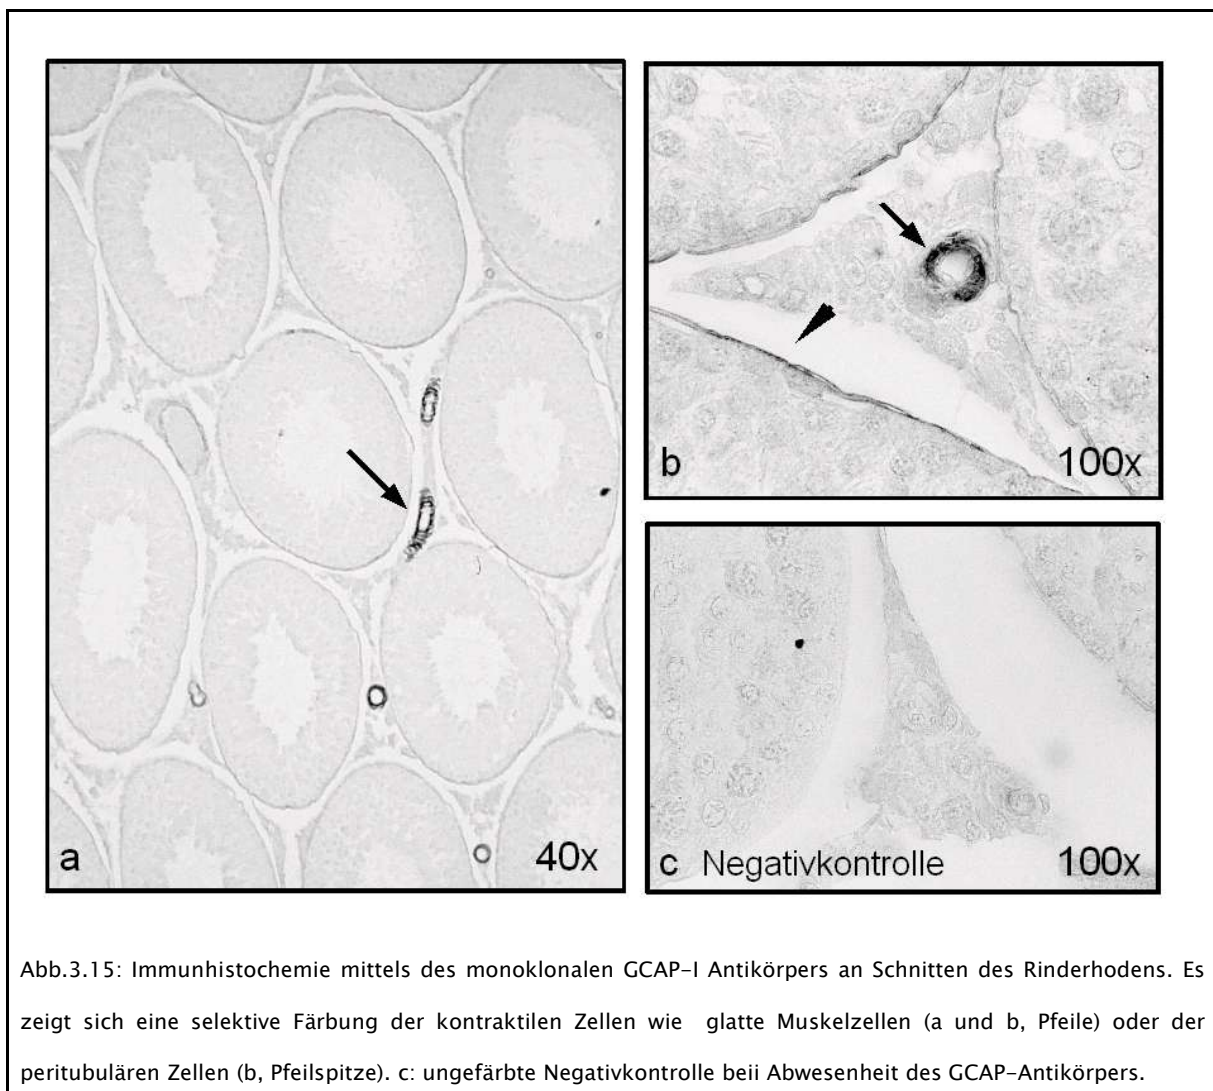 a 40x
b 100x
c Negativkontrolle 100x
Abb.3.15: Immunhistochemie mittels des monoklonalen GCAP-I Antikörpers an Schnitten des Rinderhodens. Es
zeigt sich eine selektive Färbung der kontraktilen Zellen wie glatte Muskelzellen (a und b, Pfeile) oder der
peritubulären Zellen (b, Pfeilspitze). c: ungefärbte Negativkontrolle beii Abwesenheit des GCAP-Antikörpers.